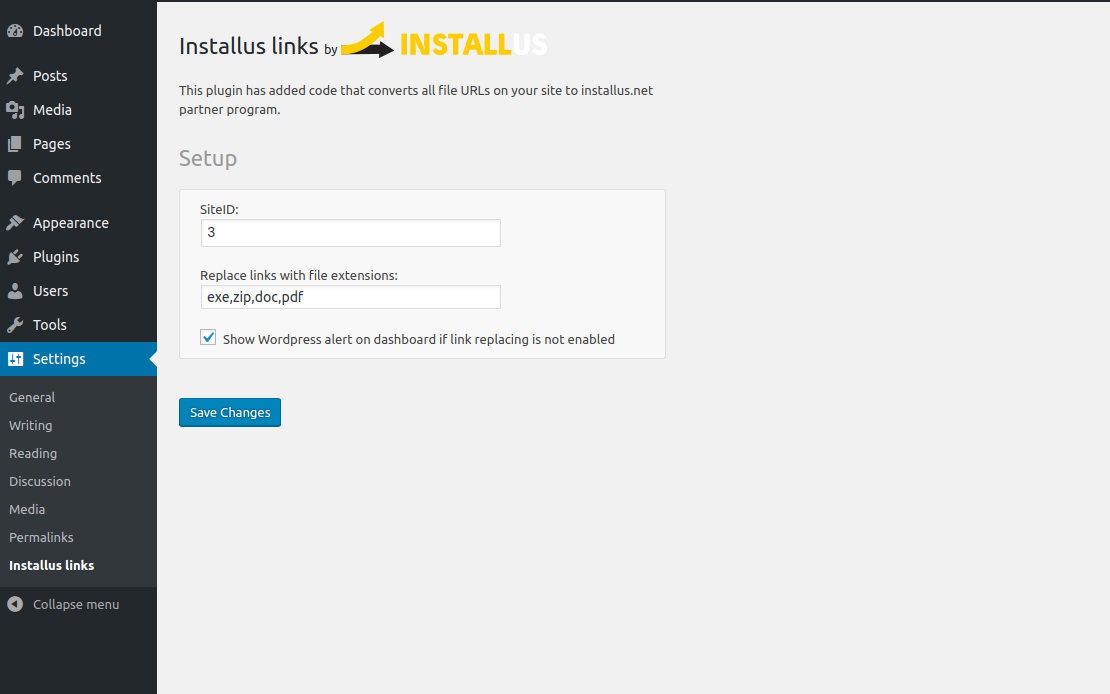 Dashboard
Posts
Media
Pages
Comments
Appearance
Plugins
Users
Tools
Settings
General
Writing
Reading
Discussion
Media
Permalinks
Installus links
Collapse menu
Installus links by INSTALLUS
This plugin has added code that converts all file URLs on your site to installus.net
partner program.
Setup
SiteID:
3
Replace links with file extensions:
exe,zip,doc,pdf
Show Wordpress alert on dashboard if link replacing is not enabled
Save Changes